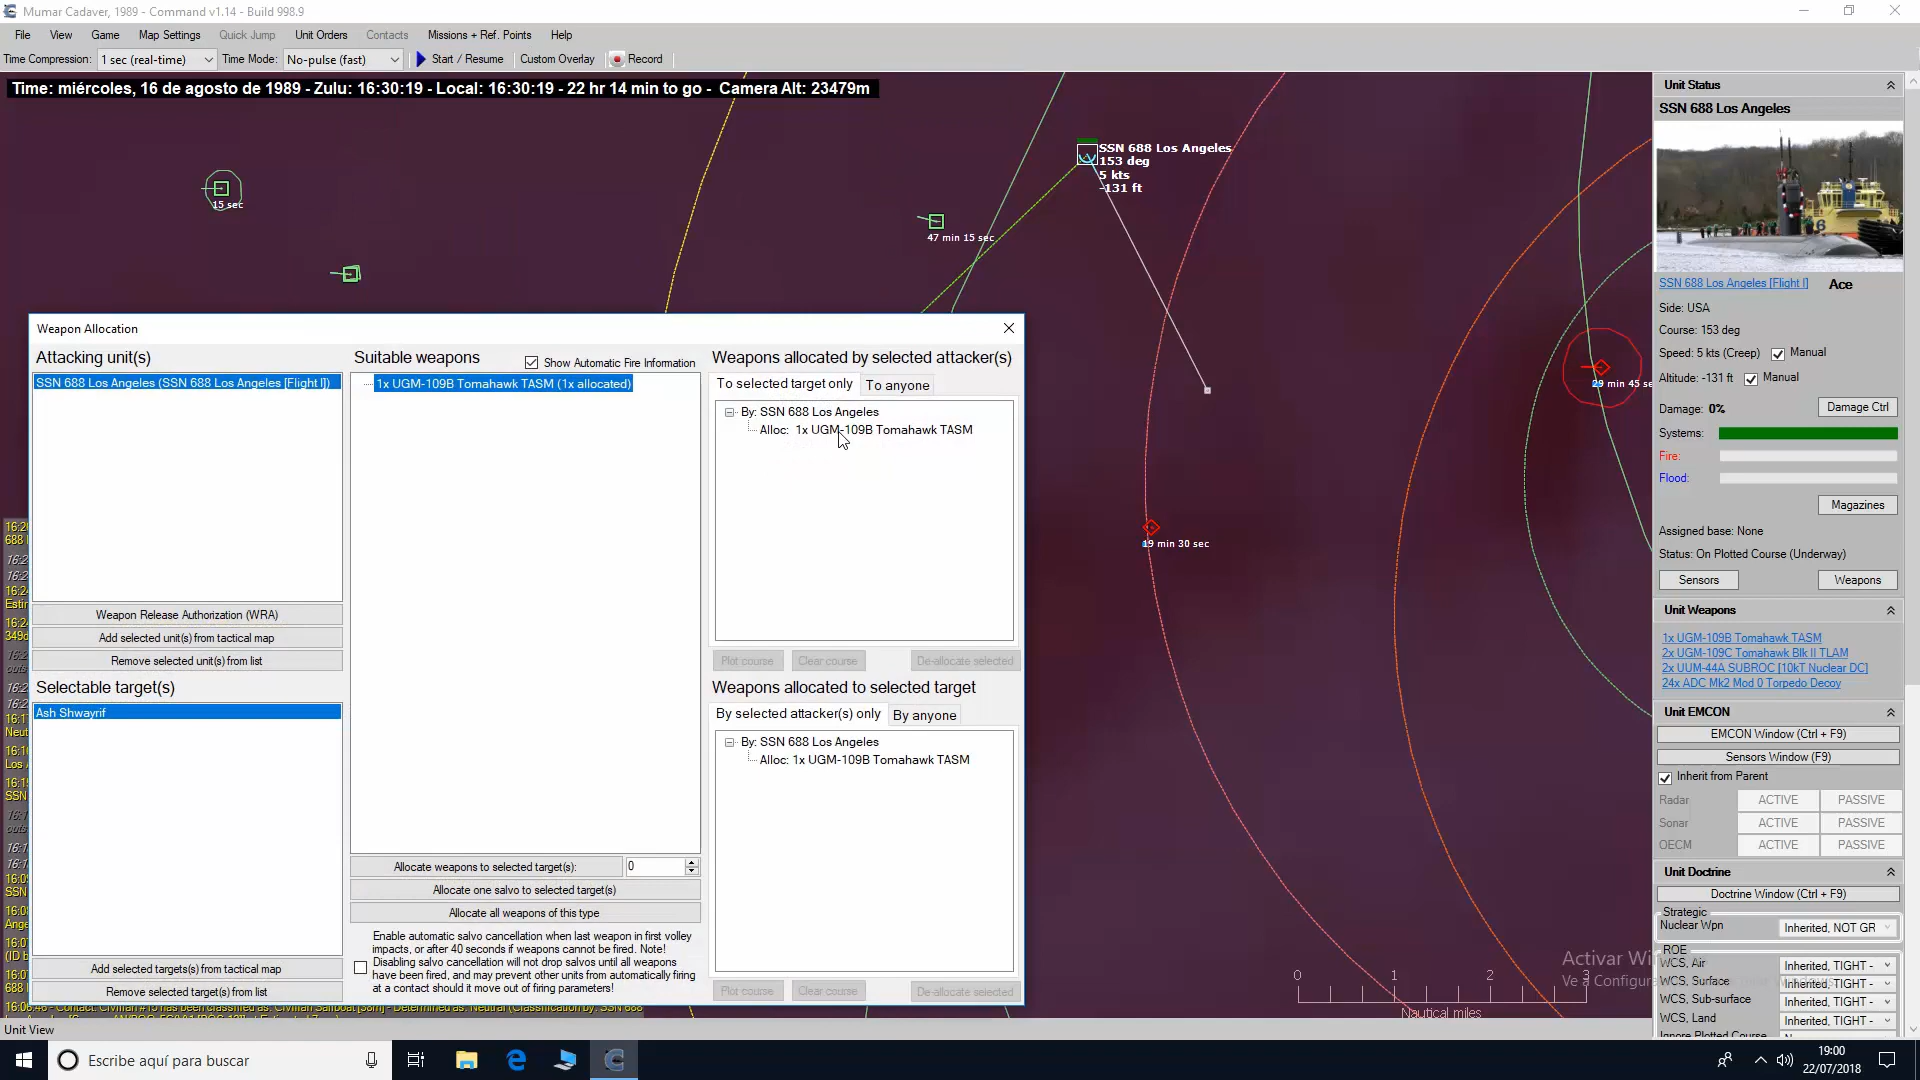 Mumar Cadaver, 1989 - Command v1.14 - Build 998.9
File View Game Map Settings Quick Jump Unit Orders Contacts Missions + Ref. Points Help
Time Compression: 1 sec (real-time) Time Mode: No-pulse (fast) Start / Resume Custom Overlay Record
Time: miércoles, 16 de agosto de 1989 - Zulu: 16:30:19 - Local: 16:30:19 - 22 hr 14 min to go - Camera Alt: 23479m
15 sec
47 min 15 sec
SSN 688 Los Angeles
153 deg
5 kts
-131 ft
19 min 30 sec
29 min 45 se
Weapon Allocation
Attacking unit(s)
SSN 688 Los Angeles (SSN 688 Los Angeles [Flight I])
Weapon Release Authorization (WRA)
Add selected unit(s) from tactical map
Remove selected unit(s) from list
Selectable target(s)
Ash Shwayrif
Add selected targets(s) from tactical map
Remove selected target(s) from list
Suitable weapons
Show Automatic Fire Information
1x UGM-109B Tomahawk TASM (1x allocated)
Allocate weapons to selected target(s): 0
Allocate one salvo to selected target(s)
Allocate all weapons of this type
Enable automatic salvo cancellation when last weapon in first volley
impacts, or after 40 seconds if weapons cannot be fired. Note!
Disabling salvo cancellation will not drop salvos until all weapons
have been fired, and may prevent other units from automatically firing
at a contact should it move out of firing parameters!
Weapons allocated by selected attacker(s)
To selected target only To anyone
By: SSN 688 Los Angeles
Alloc: 1x UGM-109B Tomahawk TASM
Plot course Clear course De-allocate selected
Weapons allocated to selected target
By selected attacker(s) only By anyone
By: SSN 688 Los Angeles
Alloc: 1x UGM-109B Tomahawk TASM
Plot course Clear course De-allocate selected
0 1 2 3
Nautical miles
Unit Status
SSN 688 Los Angeles
SSN 688 Los Angeles [Flight I] Ace
Side: USA
Course: 153 deg
Speed: 5 kts (Creep) Manual
Altitude: -131 ft Manual
Damage: 0% Damage Ctrl
Systems:
Fire:
Flood:
Magazines
Assigned base: None
Status: On Plotted Course (Underway)
Sensors Weapons
Unit Weapons
1x UGM-109B Tomahawk TASM
2x UGM-109C Tomahawk Blk II TLAM
2x UUM-44A SUBROC [10kT Nuclear DC]
24x ADC Mk2 Mod 0 Torpedo Decoy
Unit EMCON
EMCON Window (Ctrl + F9)
Sensors Window (F9)
Inherit from Parent
Radar ACTIVE PASSIVE
Sonar ACTIVE PASSIVE
OECM ACTIVE PASSIVE
Unit Doctrine
Doctrine Window (Ctrl + F9)
Strategic
Nuclear Wpn Inherited, NOT GR
ROE
WCS, Air Inherited, TIGHT -
WCS, Surface Inherited, TIGHT -
WCS, Sub-surface Inherited, TIGHT -
WCS, Land Inherited, TIGHT -
Ignore Plotted Course
Activar Wi
Ve a Configura
Unit View
Escribe aquí para buscar
19:00
22/07/2018